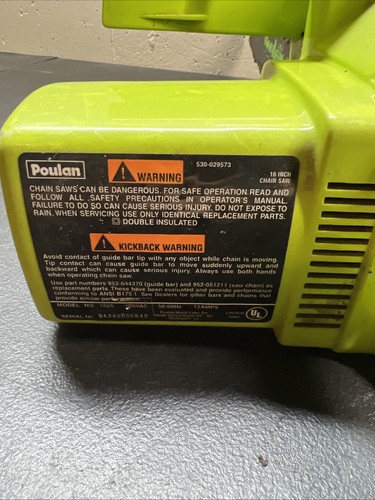 Poulan
WARNING
530-029573
16 INCH
CHAIN SAW
CHAIN SAWS CAN BE DANGEROUS. FOR SAFE OPERATION READ AND
FOLLOW ALL SAFETY PRECAUTIONS IN OPERATOR'S MANUAL.
FAILURE TO DO SO CAN CAUSE SERIOUS INJURY. DO NOT EXPOSE TO
RAIN. WHEN SERVICING USE ONLY IDENTICAL REPLACEMENT PARTS.
DOUBLE INSULATED
KICKBACK WARNING
Avoid contact of guide bar tip with any object while chain is moving.
Tip contact can cause guide bar to move suddenly upward and
backward which can cause serious injury. Always use both hands
when operating chain saw.
Use part numbers 952-044370 (guide bar) and 952-051211 (saw chain) as
replacement parts. These have been evaluated and provide performance
conforming to ANSI B175.1. See Dealers for other bars and chains that
provide similar
MODEL NO. 50-60Hz 12AMPS
SERIAL NO.
LISTED
UL